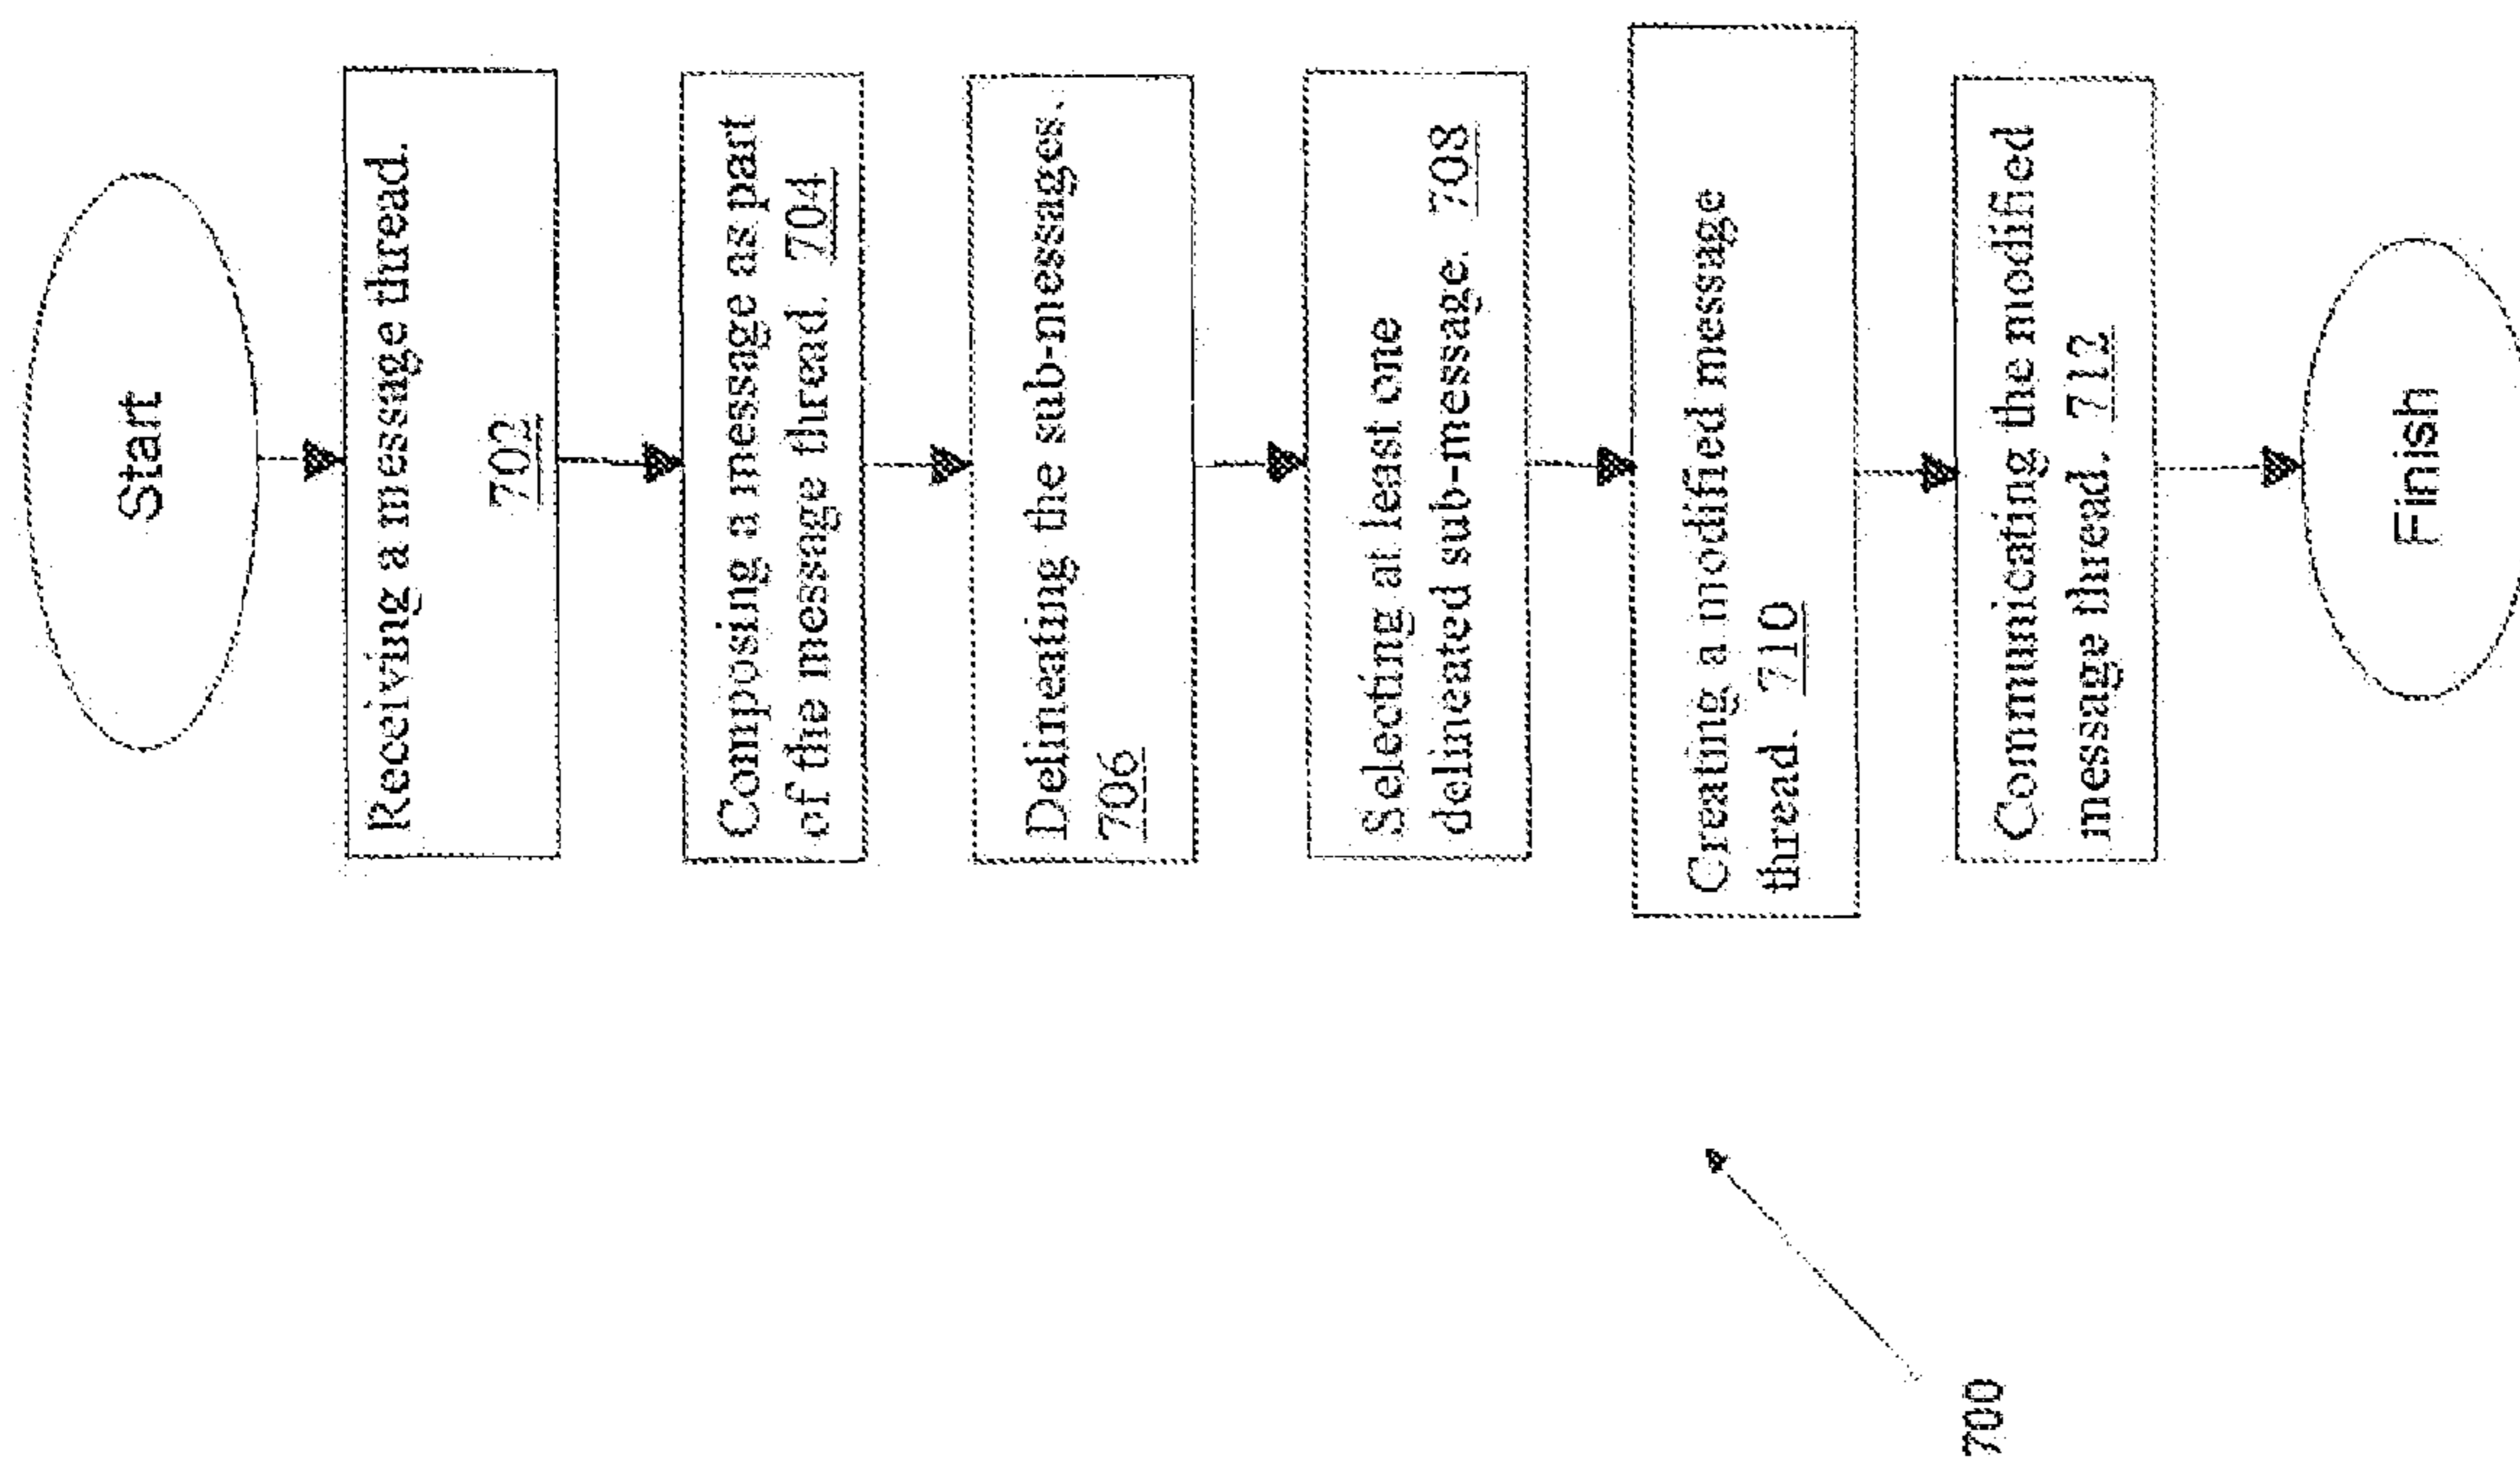 Start
Receiving a message thread.
702
Composing a message as part
of the message thread. 704
Delineating the sub-messages.
706
Selecting at least one
delineated sub-message. 708
Creating a modified message
thread. 710
Communicating the modified
message thread. 712
Finish
700